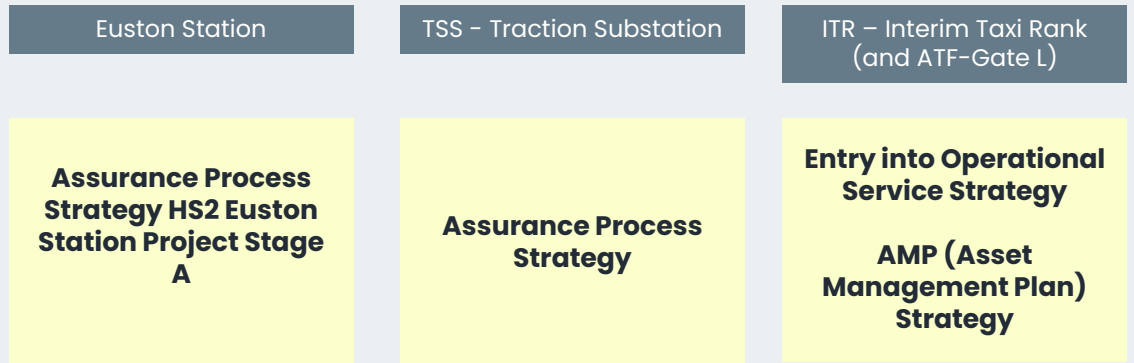 Euston Station
TSS - Traction Substation
ITR – Interim Taxi Rank
(and ATF-Gate L)
Assurance Process
Strategy HS2 Euston
Station Project Stage
A
Assurance Process
Strategy
Entry into Operational
Service Strategy
AMP (Asset
Management Plan)
Strategy